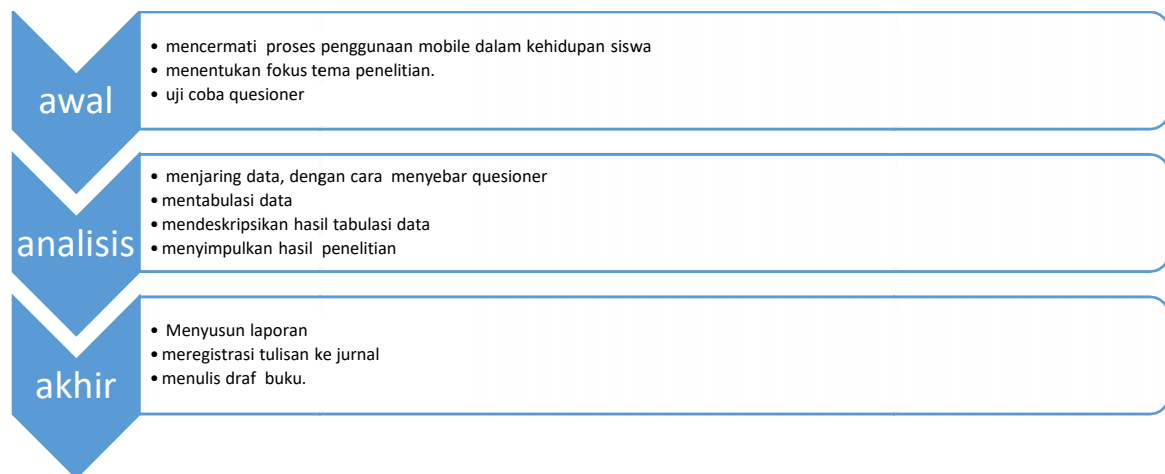 awal
• mencermati proses penggunaan mobile dalam kehidupan siswa
• menentukan fokus tema penelitian.
• uji coba quesioner
analisis
• menjaring data, dengan cara menyebar quesioner
• mentabulasi data
• mendeskripsikan hasil tabulasi data
• menyimpulkan hasil penelitian
akhir
• Menyusun laporan
• meregistrasi tulisan ke jurnal
• menulis draf buku.